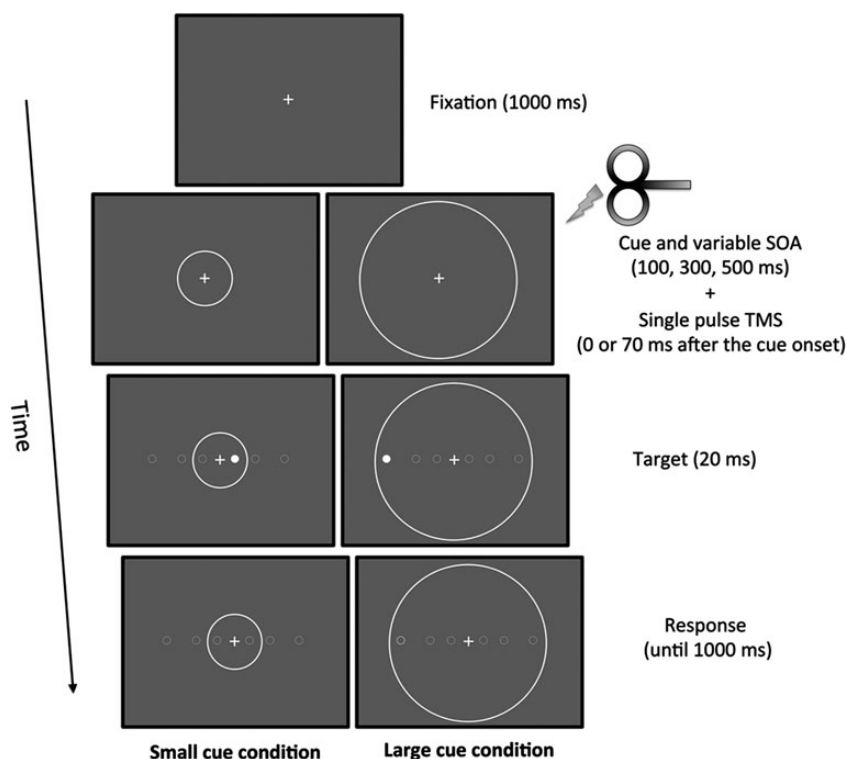 Fixation (1000 ms)
Cue and variable SOA
(100, 300, 500 ms)
+
Single pulse TMS
(0 or 70 ms after the cue onset)
Time
Target (20 ms)
Response
(until 1000 ms)
Small cue condition
Large cue condition